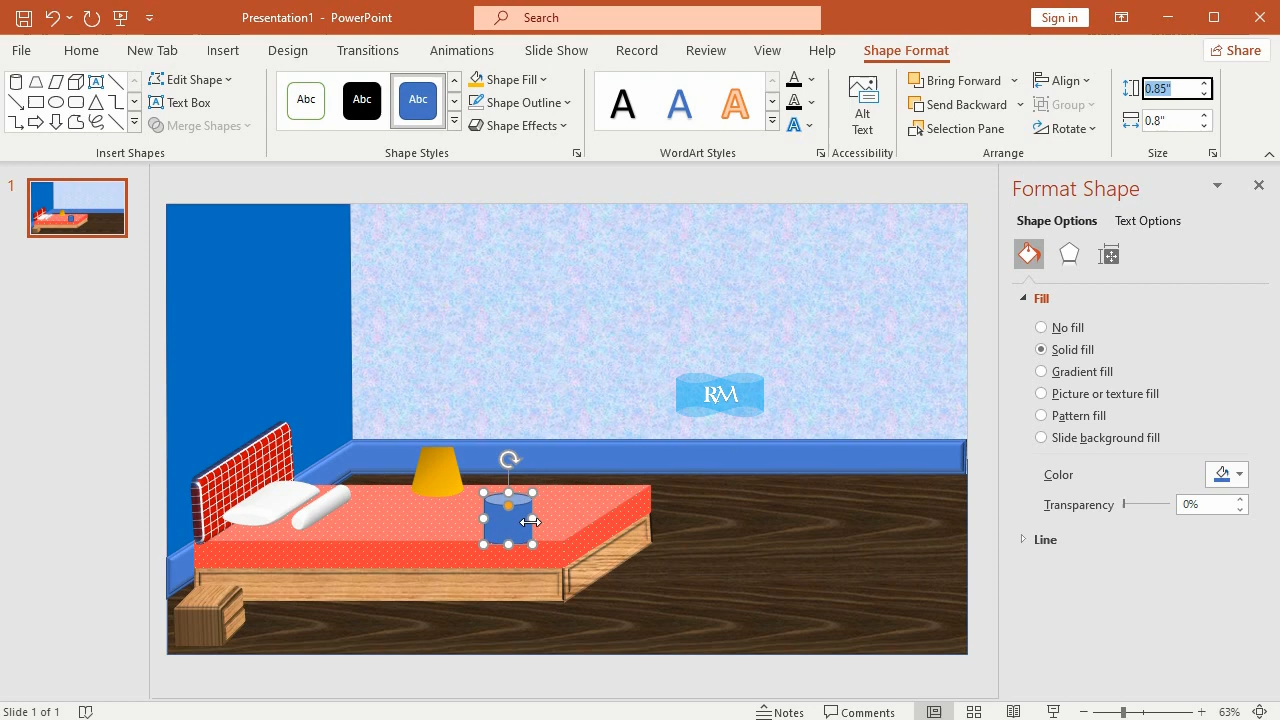 Presentation1 - PowerPoint
Search
Sign in
File
Home
New Tab
Insert
Design
Transitions
Animations
Slide Show
Record
Review
View
Help
Shape Format
Share
Edit Shape
Text Box
Merge Shapes
Insert Shapes
Abc
Abc
Abc
Shape Fill
Shape Outline
Shape Effects
Shape Styles
A
A
A
WordArt Styles
Alt
Text
Accessibility
Bring Forward
Send Backward
Selection Pane
Align
Group
Rotate
Arrange
0.85"
0.8"
Size
1
RM
Format Shape
Shape Options
Text Options
Fill
No fill
Solid fill
Gradient fill
Picture or texture fill
Pattern fill
Slide background fill
Color
Transparency
0%
Line
Slide 1 of 1
Notes
Comments
63%